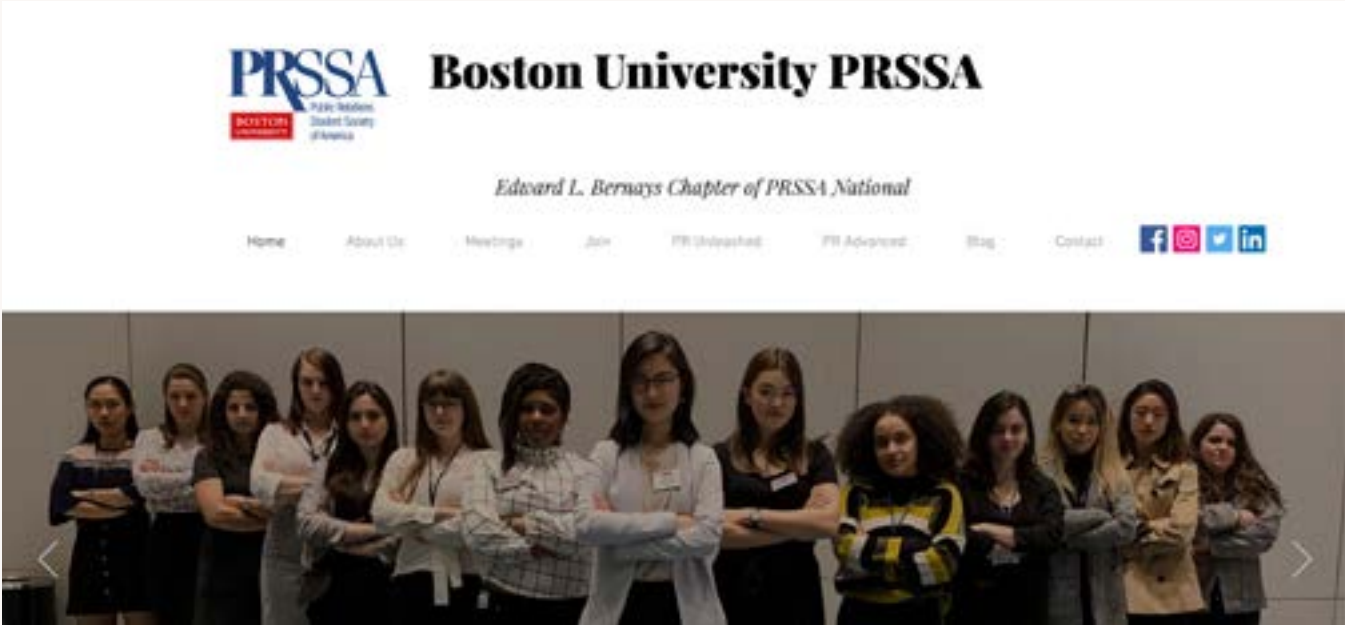 PRSSA
Public Relations
Student Society
of America
BOSTON
UNIVERSITY
Boston University PRSSA
Edward L. Bernays Chapter of PRSSA National
Home About Us Meetings Join PR Unleashed PR Advanced Blog Contact